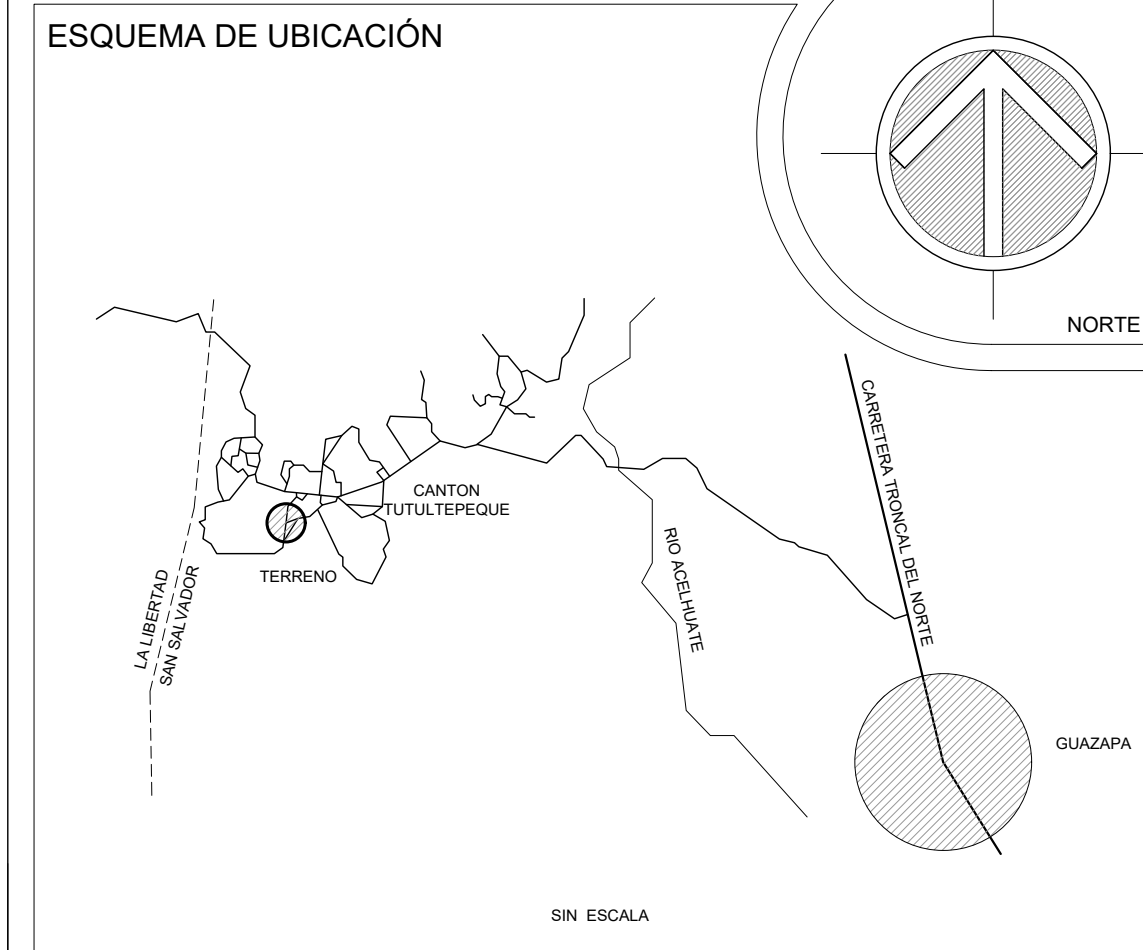 ESQUEMA DE UBICACIÓN
NORTE
CARRETERA TRONCAL DEL NORTE
CANTON
TUTULTEPEQUE
RIO ACELHUATE
TERRENO
LA LIBERTAD
SAN SALVADOR
GUAZAPA
SIN ESCALA